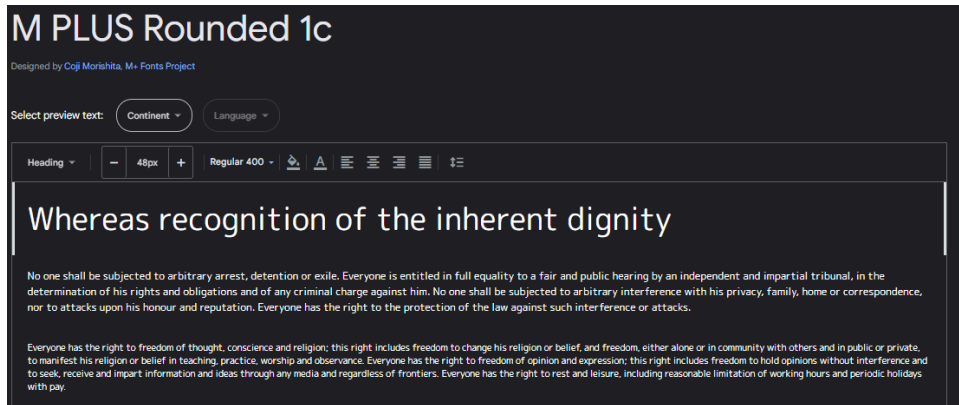 M PLUS Rounded 1c
Designed by Coji Morishita, M+ Fonts Project
Select preview text: Continent Language
Heading − 48px + Regular 400 A
Whereas recognition of the inherent dignity
No one shall be subjected to arbitrary arrest, detention or exile. Everyone is entitled in full equality to a fair and public hearing by an independent and impartial tribunal, in the
determination of his rights and obligations and of any criminal charge against him. No one shall be subjected to arbitrary interference with his privacy, family, home or correspondence,
nor to attacks upon his honour and reputation. Everyone has the right to the protection of the law against such interference or attacks.
Everyone has the right to freedom of thought, conscience and religion; this right includes freedom to change his religion or belief, and freedom, either alone or in community with others and in public or private,
to manifest his religion or belief in teaching, practice, worship and observance. Everyone has the right to freedom of opinion and expression; this right includes freedom to hold opinions without interference and
to seek, receive and impart information and ideas through any media and regardless of frontiers. Everyone has the right to rest and leisure, including reasonable limitation of working hours and periodic holidays
with pay.